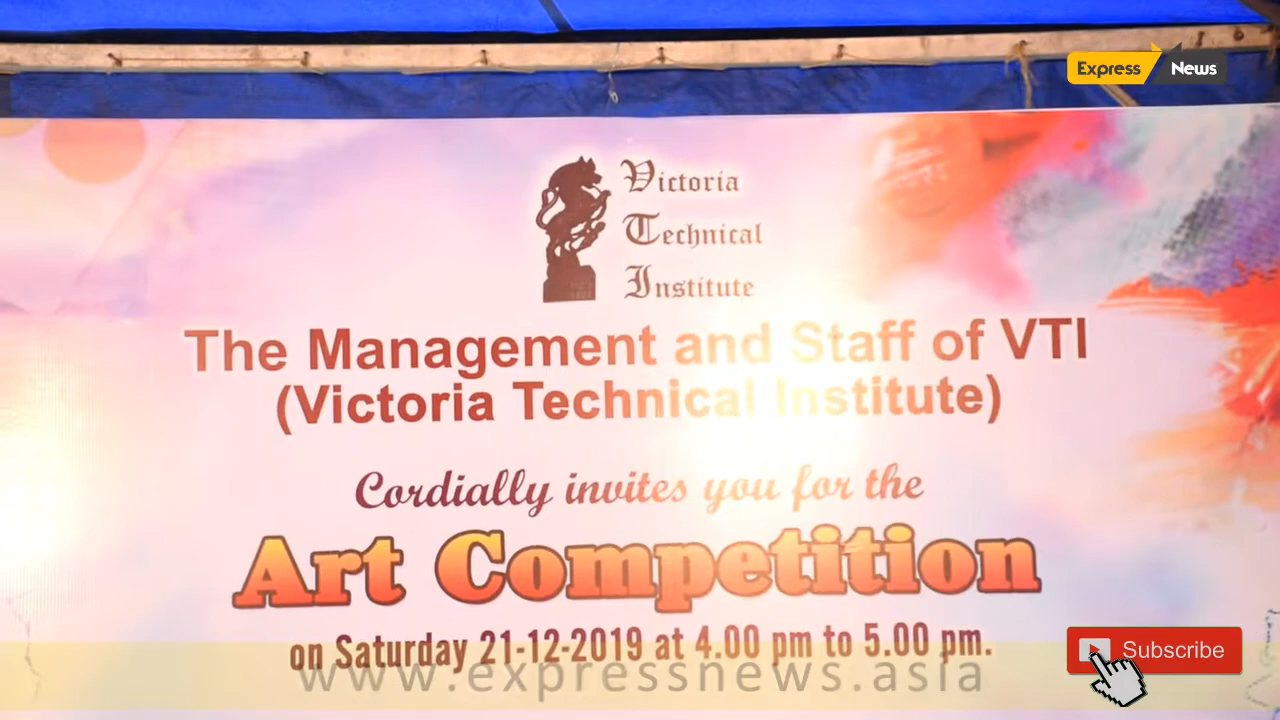 Express News
Victoria
Technical
Institute
The Management and Staff of VTI
(Victoria Technical Institute)
Cordially invites you for the
Art Competition
on Saturday 21-12-2019 at 4.00 pm to 5.00 pm.
www.expressnews.asia
Subscribe